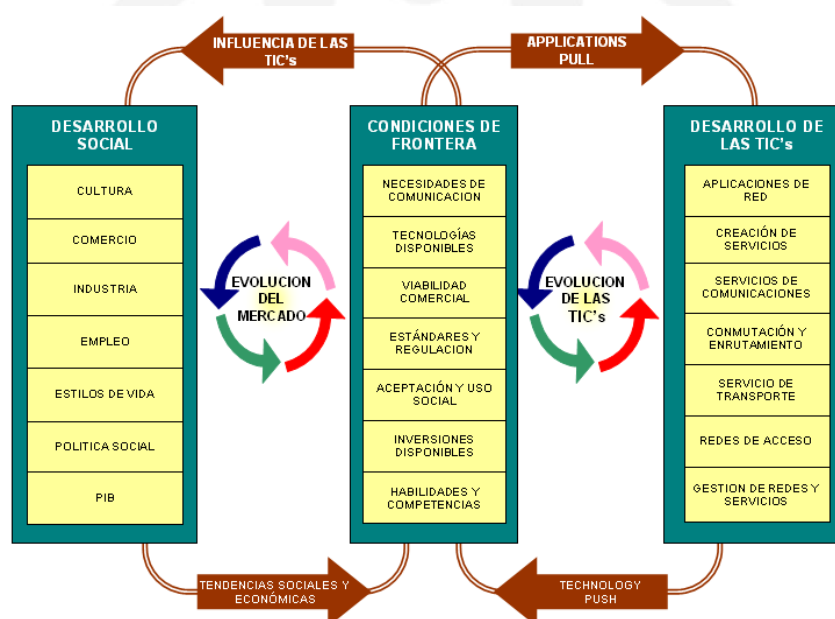 INFLUENCIA DE LAS
TIC's
APPLICATIONS
PULL
DESARROLLO
SOCIAL
CULTURA
COMERCIO
INDUSTRIA
EMPLEO
ESTILOS DE VIDA
POLITICA SOCIAL
PIB
EVOLUCION
DEL
MERCADO
CONDICIONES DE
FRONTERA
NECESIDADES DE
COMUNICACION
TECNOLOGÍAS
DISPONIBLES
VIABILIDAD
COMERCIAL
ESTÁNDARES Y
REGULACION
ACEPTACIÓN Y USO
SOCIAL
INVERSIONES
DISPONIBLES
HABILIDADES Y
COMPETENCIAS
EVOLUCION
DE LAS
TIC's
DESARROLLO DE
LAS TIC's
APLICACIONES DE
RED
CREACIÓN DE
SERVICIOS
SERVICIOS DE
COMUNICACIONES
CONMUTACIÓN Y
ENRUTAMIENTO
SERVICIO DE
TRANSPORTE
REDES DE ACCESO
GESTION DE REDES Y
SERVICIOS
TENDENCIAS SOCIALES Y
ECONÓMICAS
TECHNOLOGY
PUSH